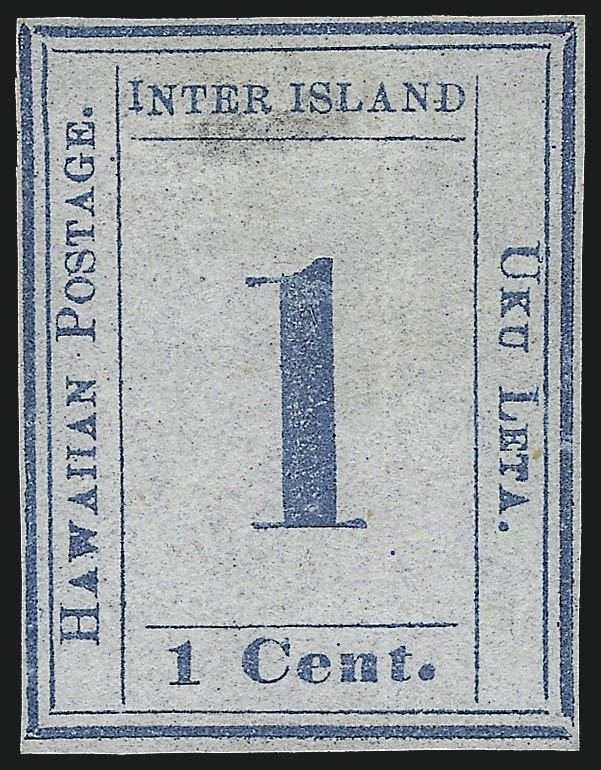 INTER ISLAND
HAWAIIAN POSTAGE.
1
UKU LETA.
1 Cent.